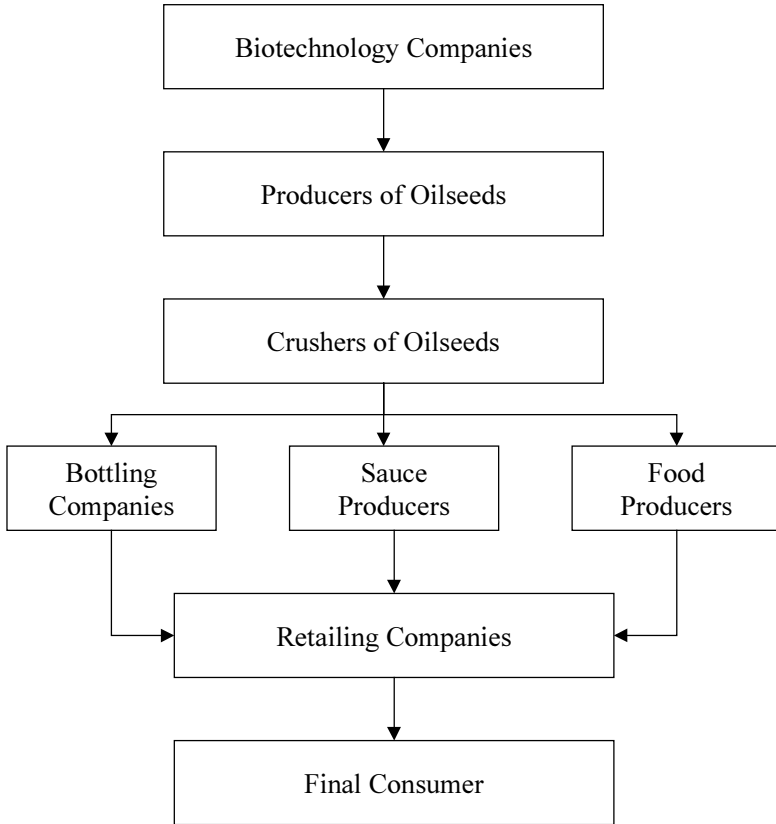 Biotechnology Companies
Producers of Oilseeds
Crushers of Oilseeds
Bottling
Companies
Sauce
Producers
Food
Producers
Retailing Companies
Final Consumer